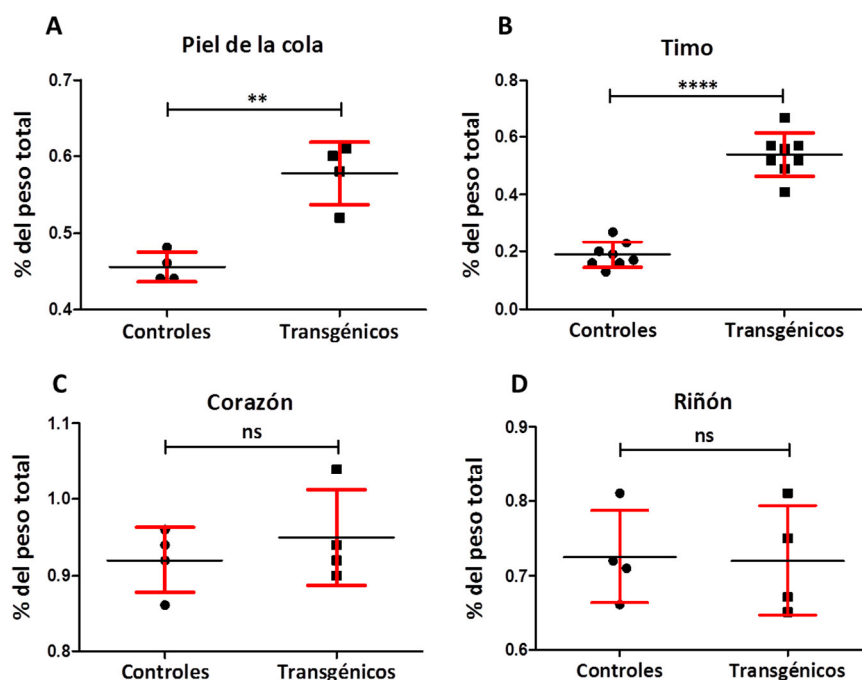 A
Piel de la cola
% del peso total
0.7
0.6
0.5
0.4
**
Controles
Transgénicos
B
Timo
% del peso total
0.8
0.6
0.4
0.2
0.0
****
Controles
Transgénicos
C
Corazón
% del peso total
1.1
1.0
0.9
0.8
ns
Controles
Transgénicos
D
Riñón
% del peso total
0.9
0.8
0.7
0.6
ns
Controles
Transgénicos